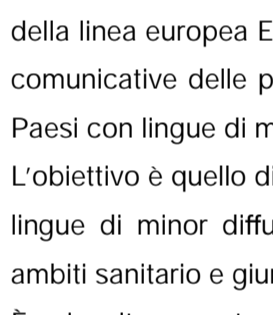 della linea europea E
comunicative delle p
Paesi con lingue di m
L'obiettivo è quello di
lingue di minor diffu
ambiti sanitario e giu